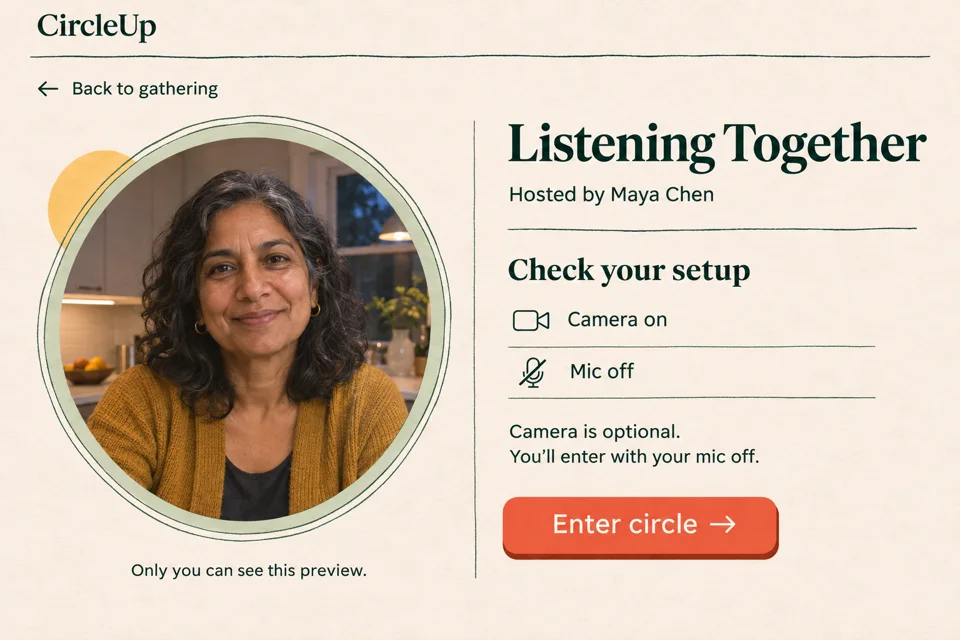 CircleUp
← Back to gathering
Only you can see this preview.
Listening Together
Hosted by Maya Chen
Check your setup
Camera on
Mic off
Camera is optional.
You’ll enter with your mic off.
Enter circle →